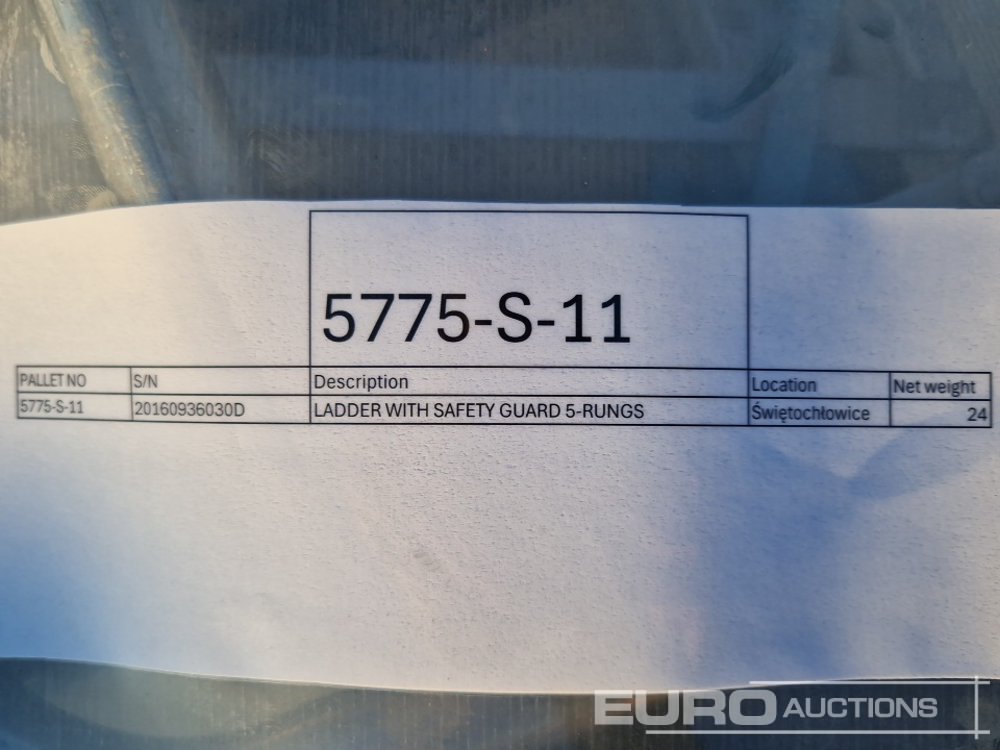 5775-S-11
PALLET NO S/N Description Location Net weight
5775-S-11 20160936030D LADDER WITH SAFETY GUARD 5-RUNGS Świętochłowice 24
EURO AUCTIONS